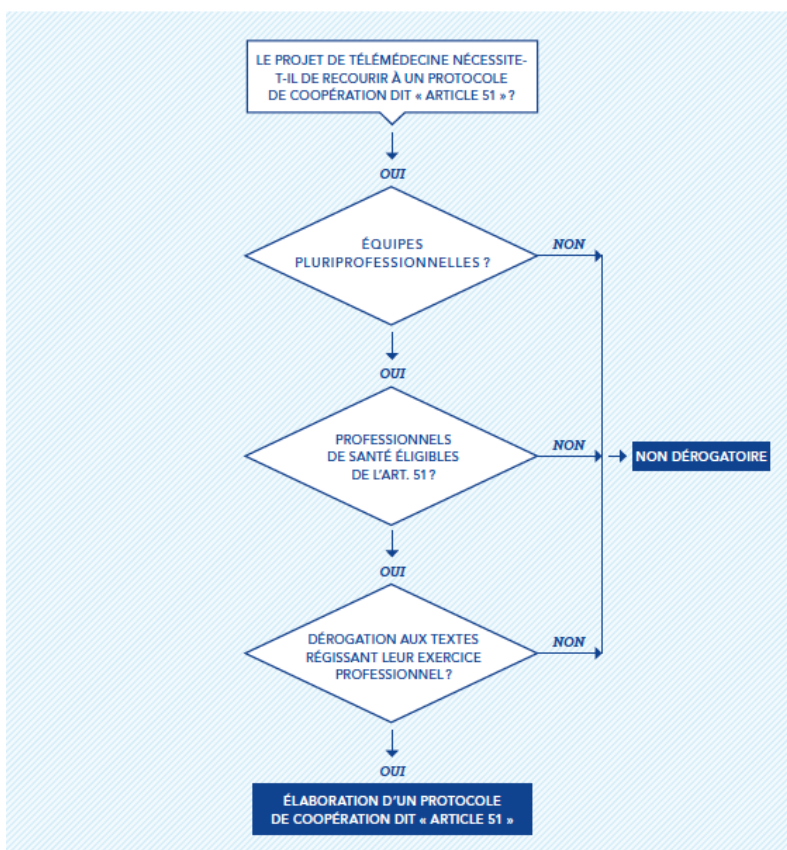 LE PROJET DE TÉLÉMÉDECINE NÉCESSITE-
T-IL DE RECOURIR À UN PROTOCOLE
DE COOPÉRATION DIT « ARTICLE 51 » ?
OUI
ÉQUIPES
PLURIPROFESSIONNELLES ?
NON
OUI
PROFESSIONNELS
DE SANTÉ ÉLIGIBLES
DE L'ART. 51 ?
NON
NON DÉROGATOIRE
OUI
DÉROGATION AUX TEXTES
RÉGISSANT LEUR EXERCICE
PROFESSIONNEL ?
NON
OUI
ÉLABORATION D'UN PROTOCOLE
DE COOPÉRATION DIT « ARTICLE 51 »